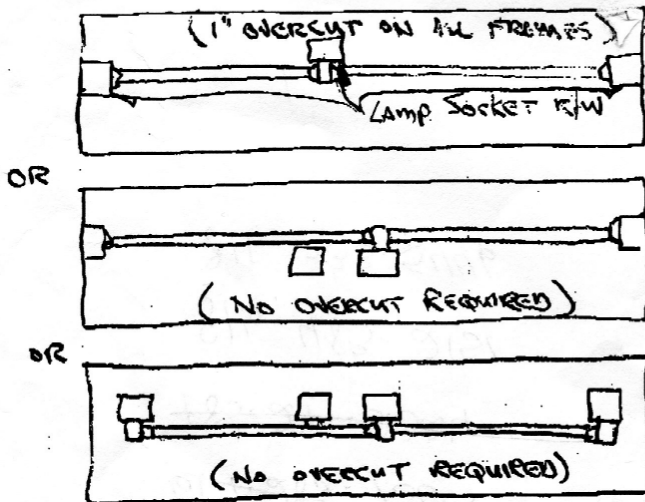 (1" OVERCUT ON ALL FRAMES)
LAMP SOCKET R/W
OR
(NO OVERCUT REQUIRED)
OR
(NO OVERCUT REQUIRED)